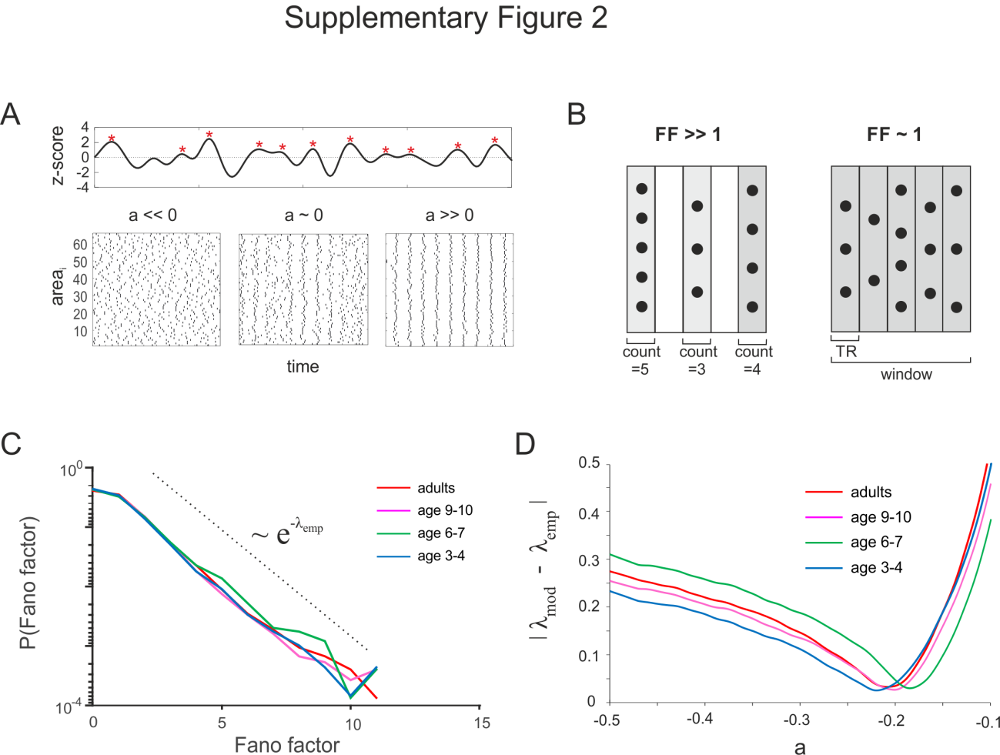 Supplementary Figure 2
A
z-score
4
2
0
-2
-4
* * * * * * * * * * *
a << 0
a ~ 0
a >> 0
area_i
60
50
40
30
20
10
time
B
FF >> 1
FF ~ 1
count
=5
count
=3
count
=4
TR
window
C
P(Fano factor)
10^0
10^-4
0
5
10
15
Fano factor
~ e^-λemp
adults
age 9-10
age 6-7
age 3-4
D
| λmod - λemp |
0.5
0.4
0.3
0.2
0.1
0
-0.5
-0.4
-0.3
-0.2
-0.1
a
adults
age 9-10
age 6-7
age 3-4